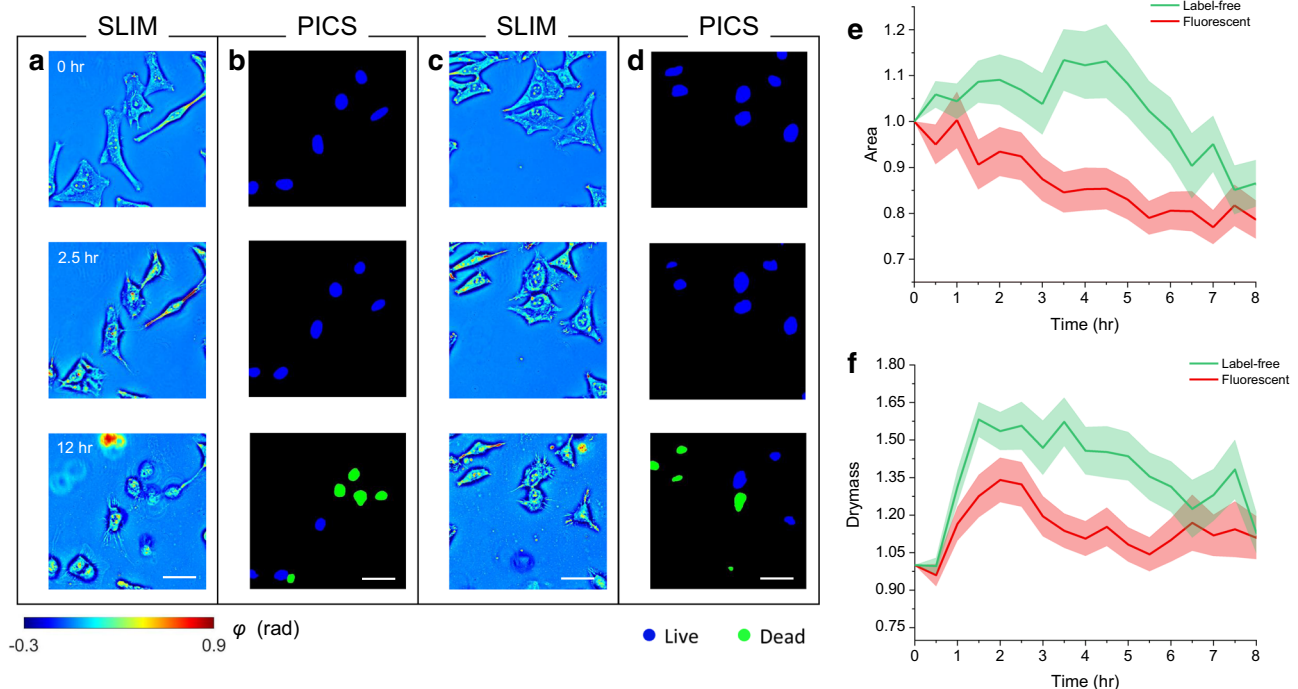 SLIM PICS SLIM PICS
a b c d
0 hr
2.5 hr
12 hr
-0.3 0.9 φ (rad)
Live Dead
e
Label-free
Fluorescent
1.2
1.1
1.0
0.9
0.8
0.7
Area
0 1 2 3 4 5 6 7 8
Time (hr)
f
Label-free
Fluorescent
1.80
1.65
1.50
1.35
1.20
1.05
0.90
0.75
Drymass
0 1 2 3 4 5 6 7 8
Time (hr)